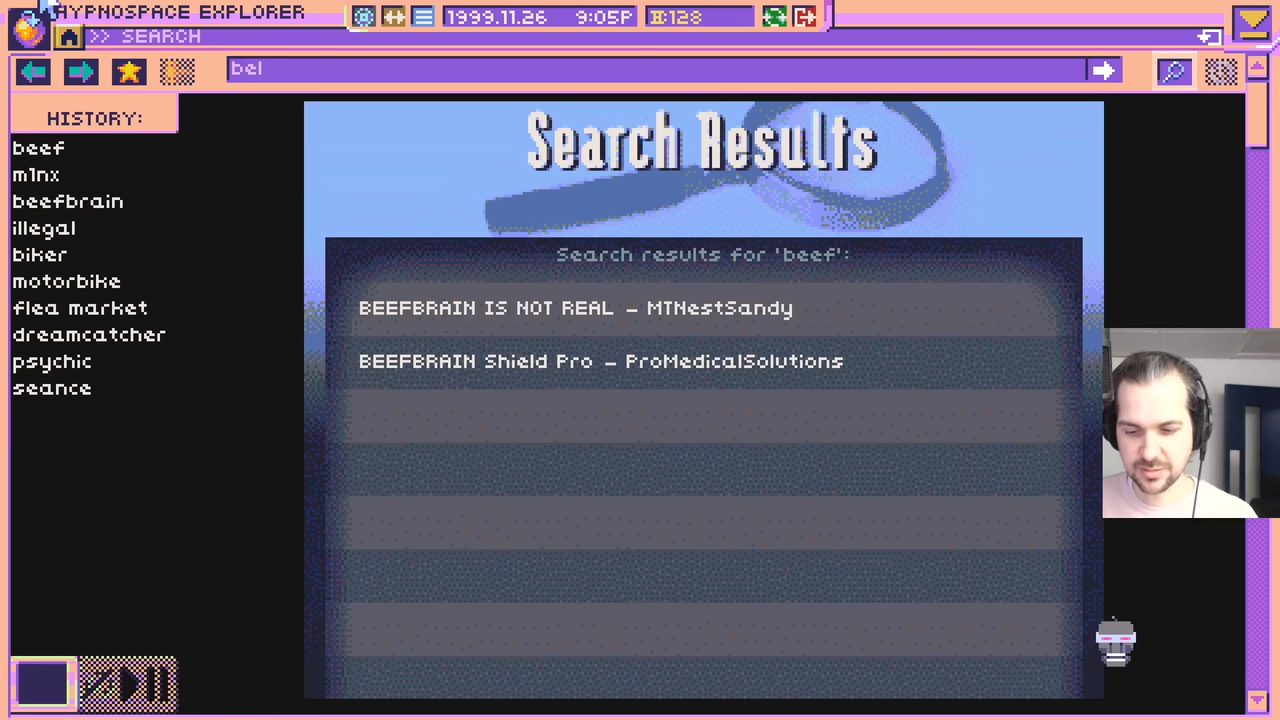 HYPNOSPACE EXPLORER
1999.11.26 9:05P
128
>> SEARCH
bel
HISTORY:
beef
m1nx
beefbrain
illegal
biker
motorbike
flea market
dreamcatcher
psychic
seance
Search Results
Search results for 'beef':
BEEFBRAIN IS NOT REAL - MTNestSandy
BEEFBRAIN Shield Pro - ProMedicalSolutions